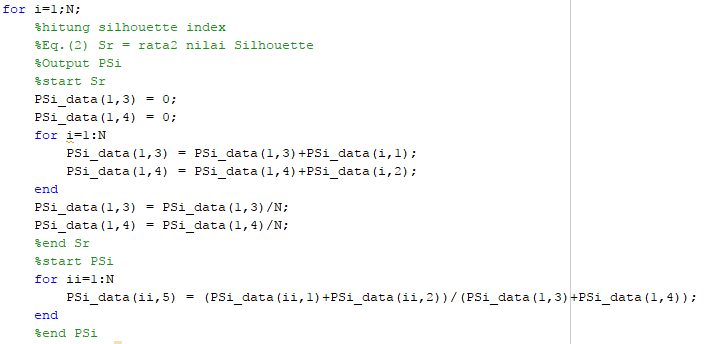 for i=1;N;
%hitung silhouette index
%Eq.(2) Sr = rata2 nilai Silhouette
%Output PSi
%start Sr
PSi_data(1,3) = 0;
PSi_data(1,4) = 0;
for i=1:N
PSi_data(1,3) = PSi_data(1,3)+PSi_data(i,1);
PSi_data(1,4) = PSi_data(1,4)+PSi_data(i,2);
end
PSi_data(1,3) = PSi_data(1,3)/N;
PSi_data(1,4) = PSi_data(1,4)/N;
%end Sr
%start PSi
for ii=1:N
PSi_data(ii,5) = (PSi_data(ii,1)+PSi_data(ii,2))/(PSi_data(1,3)+PSi_data(1,4));
end
%end PSi